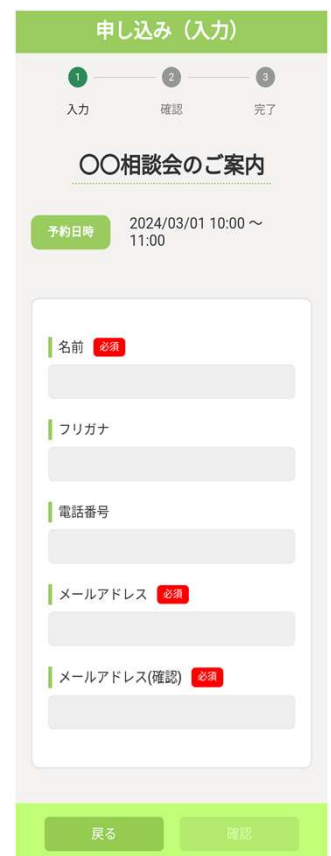 申し込み（入力）
1 2 3
入力 確認 完了
〇〇相談会のご案内
予約日時 2024/03/01 10:00 ～
11:00
名前 必須
フリガナ
電話番号
メールアドレス 必須
メールアドレス(確認) 必須
戻る 確認